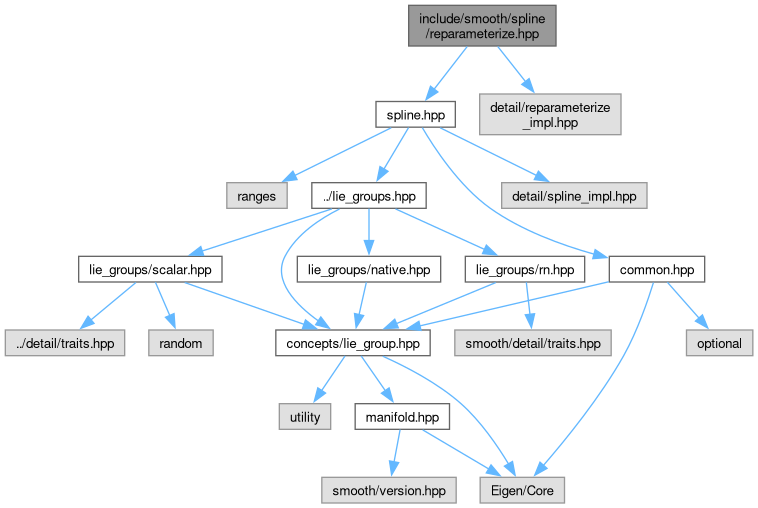 include/smooth/spline
/reparameterize.hpp
spline.hpp
detail/reparameterize
_impl.hpp
ranges
../lie_groups.hpp
detail/spline_impl.hpp
lie_groups/scalar.hpp
lie_groups/native.hpp
lie_groups/rn.hpp
common.hpp
../detail/traits.hpp
random
concepts/lie_group.hpp
smooth/detail/traits.hpp
optional
utility
manifold.hpp
smooth/version.hpp
Eigen/Core